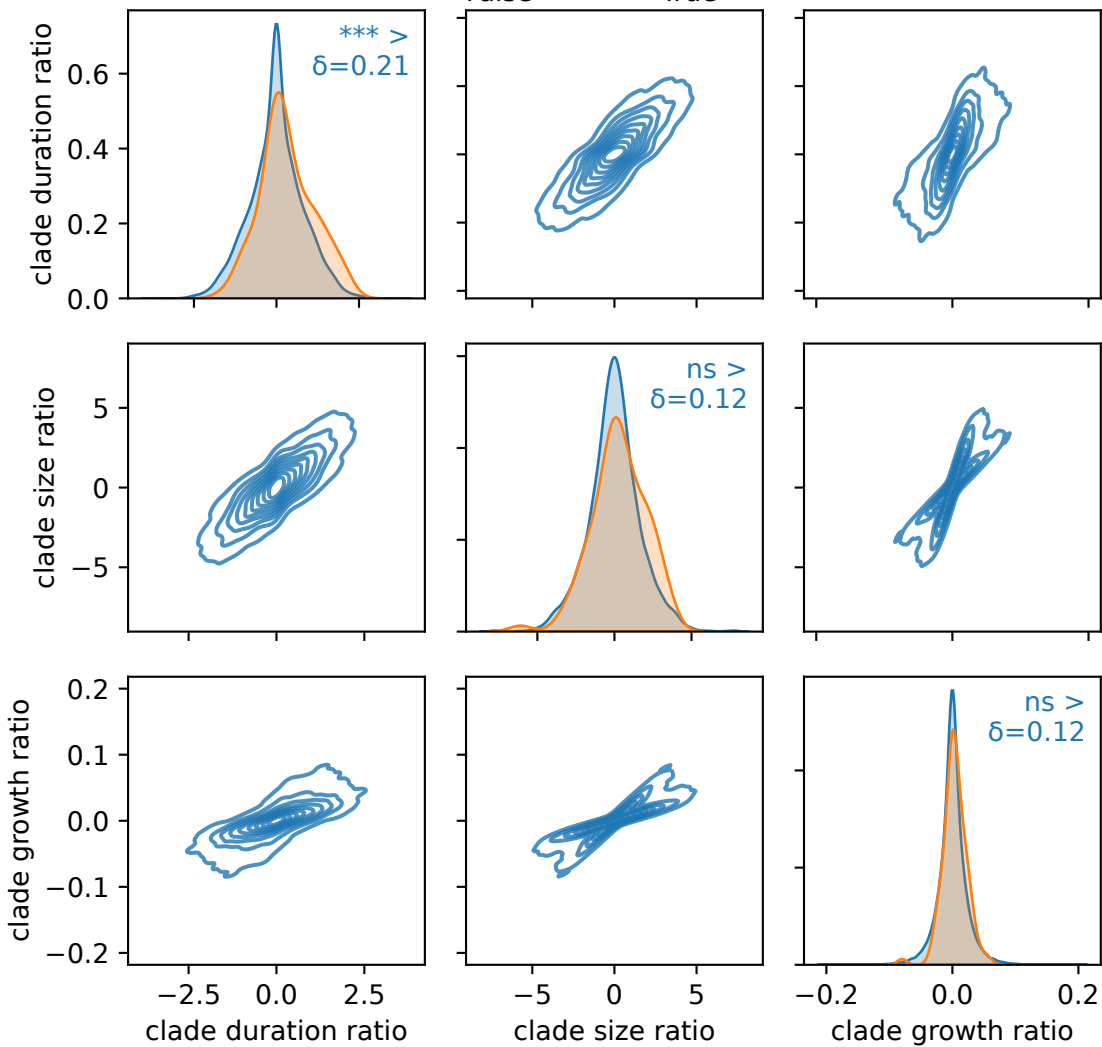 clade duration ratio
0.6
0.4
0.2
0.0
*** >
δ=0.21
clade size ratio
5
0
−5
ns >
δ=0.12
clade growth ratio
0.2
0.1
0.0
−0.1
−0.2
ns >
δ=0.12
−2.5 0.0 2.5
−5 0 5
−0.2 0.0 0.2
clade duration ratio
clade size ratio
clade growth ratio